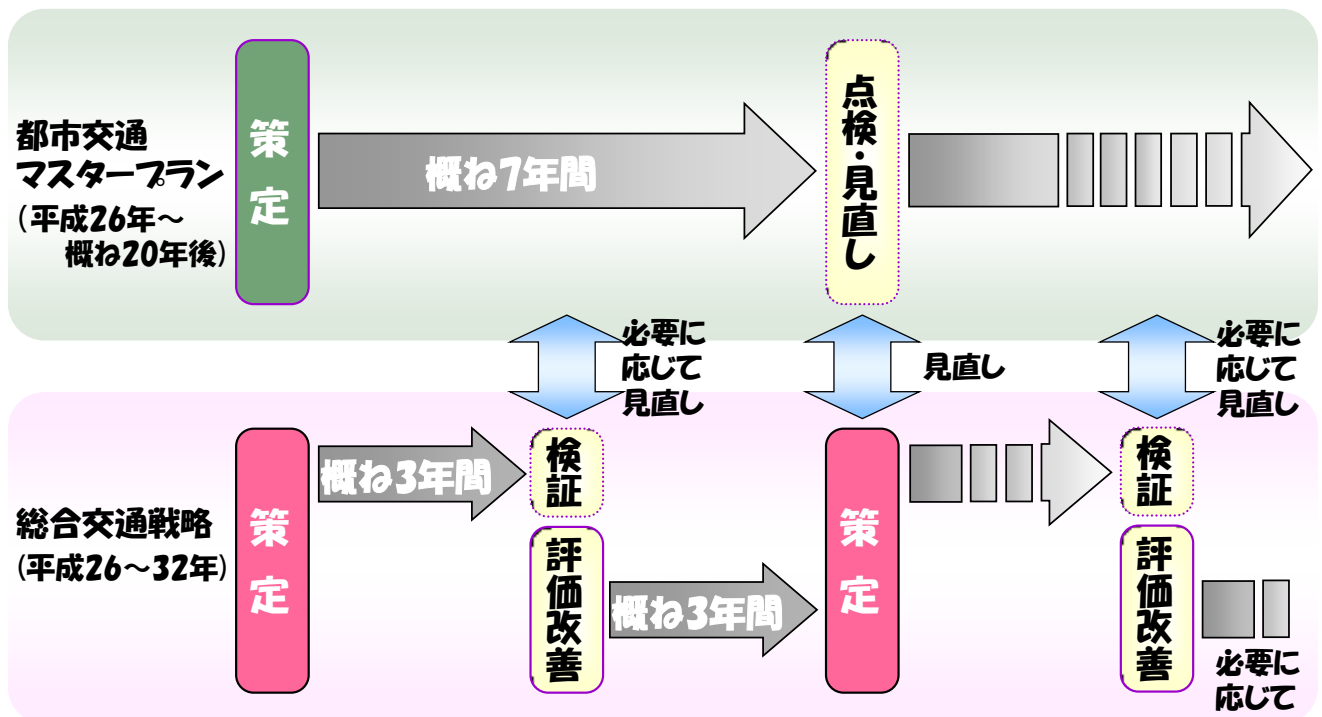 都市交通
マスタープラン
(平成26年～
概ね20年後)
策定
概ね7年間
点検・見直し
必要に
応じて
見直し
見直し
必要に
応じて
見直し
総合交通戦略
(平成26～32年)
策定
概ね3年間
検証
評価改善
概ね3年間
策定
検証
評価改善
必要に
応じて